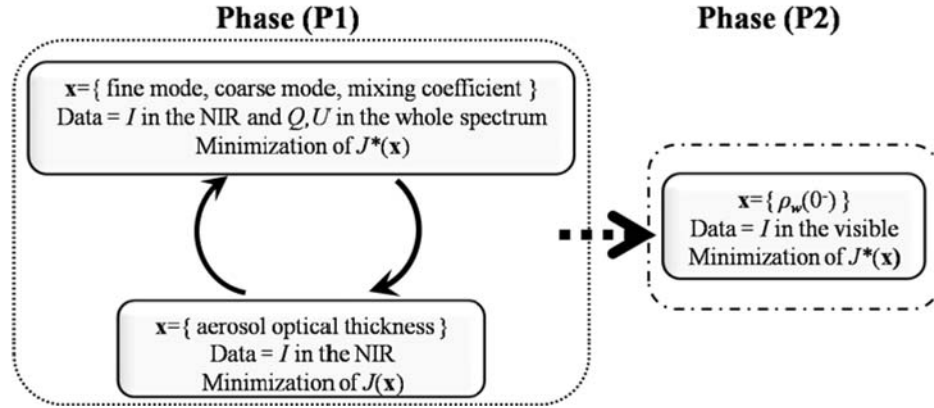 Phase (P1)
Phase (P2)
x={ fine mode, coarse mode, mixing coefficient }
Data = I in the NIR and Q,U in the whole spectrum
Minimization of J*(x)
x={ aerosol optical thickness }
Data = I in the NIR
Minimization of J(x)
x={ ρw(0-) }
Data = I in the visible
Minimization of J*(x)